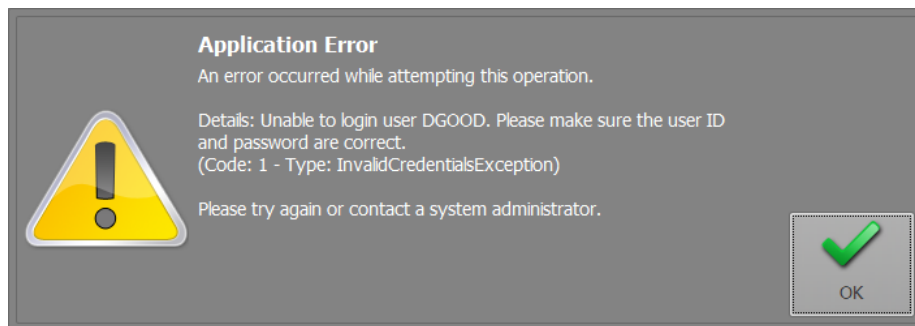 Application Error
An error occurred while attempting this operation.
Details: Unable to login user DGOOD. Please make sure the user ID
and password are correct.
(Code: 1 - Type: InvalidCredentialsException)
Please try again or contact a system administrator.
OK